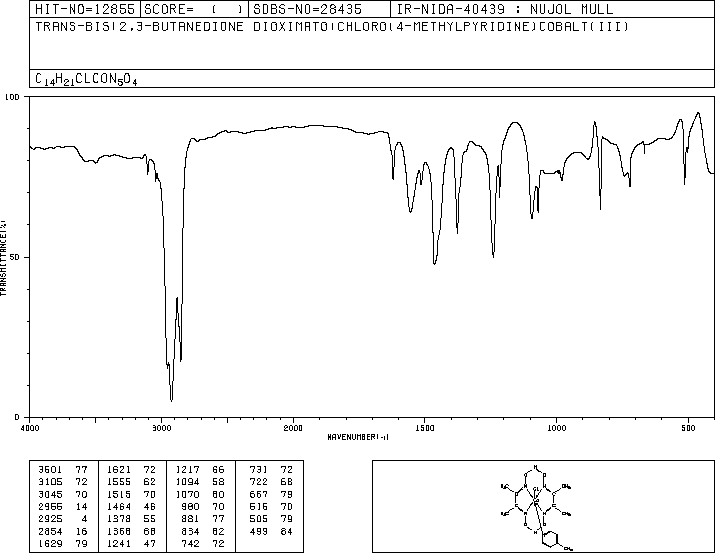 HIT-NO=12855 SCORE= ( ) SDBS-NO=28435 IR-NIDA-40439 : NUJOL MULL
TRANS-BIS(2,3-BUTANEDIONE DIOXIMATO)CHLORO(4-METHYLPYRIDINE)COBALT(III)
C14H21CLCON5O4
100
50
0
TRANSMITTANCE(%)
4000 3000 2000 1500 1000 500
WAVENUMBER(-1)
3601 77 1621 72 1217 66 731 72
3105 72 1555 62 1094 58 722 68
3045 70 1515 70 1070 60 667 79
2955 14 1464 46 980 70 516 70
2925 4 1378 55 881 77 505 79
2854 16 1368 68 834 62 499 84
1629 79 1241 47 742 72